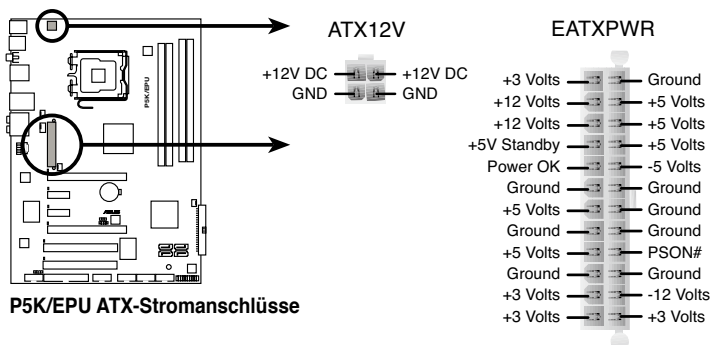 ATX12V
+12V DC +12V DC
GND GND
EATXPWR
+3 Volts Ground
+12 Volts +5 Volts
+12 Volts +5 Volts
+5V Standby +5 Volts
Power OK -5 Volts
Ground Ground
+5 Volts Ground
Ground Ground
+5 Volts PSON#
Ground Ground
+3 Volts -12 Volts
+3 Volts +3 Volts
P5K/EPU
P5K/EPU ATX-Stromanschlüsse